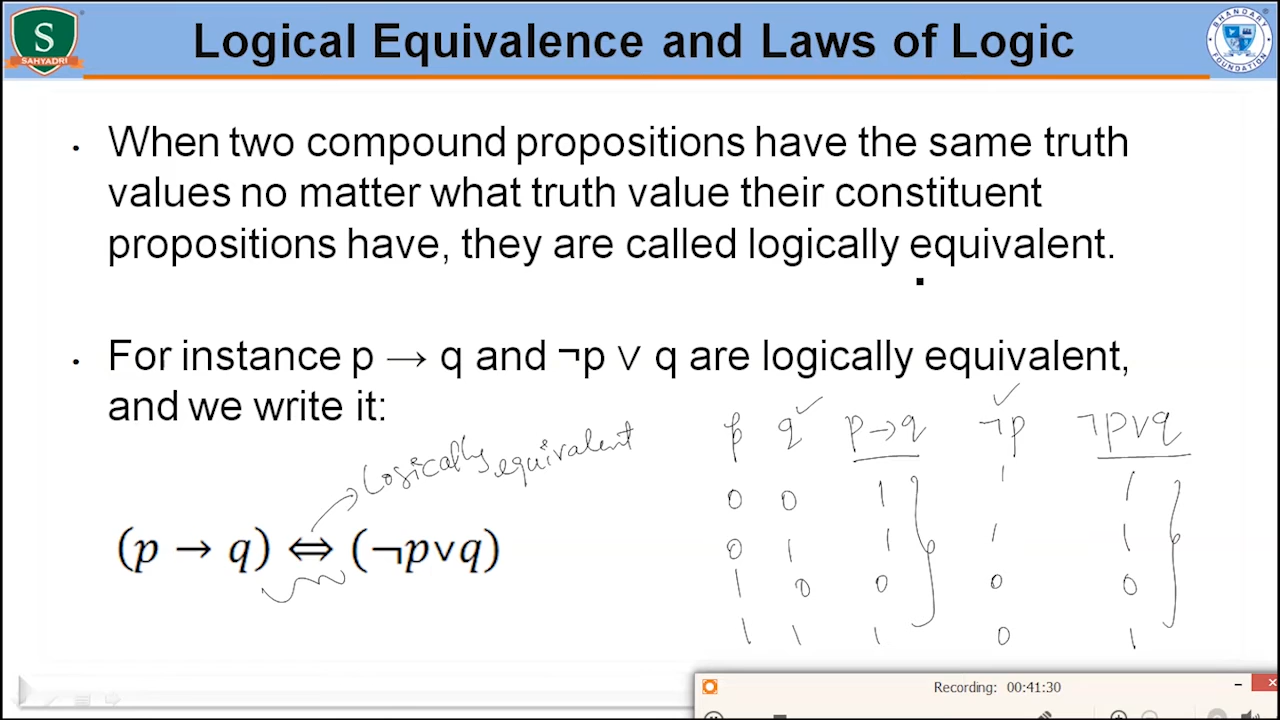 Logical Equivalence and Laws of Logic
S
SAHYADRI
BHANDARY
FOUNDATION
• When two compound propositions have the same truth
values no matter what truth value their constituent
propositions have, they are called logically equivalent.
• For instance p → q and ¬p ∨ q are logically equivalent,
and we write it:
Logically equivalent
(p → q) ⇔ (¬p∨q)
p q p→q ¬p ¬p∨q
0 0 1 1 1
0 1 1 1 1
1 0 0 0 0
1 1 1 0 1
Recording: 00:41:30